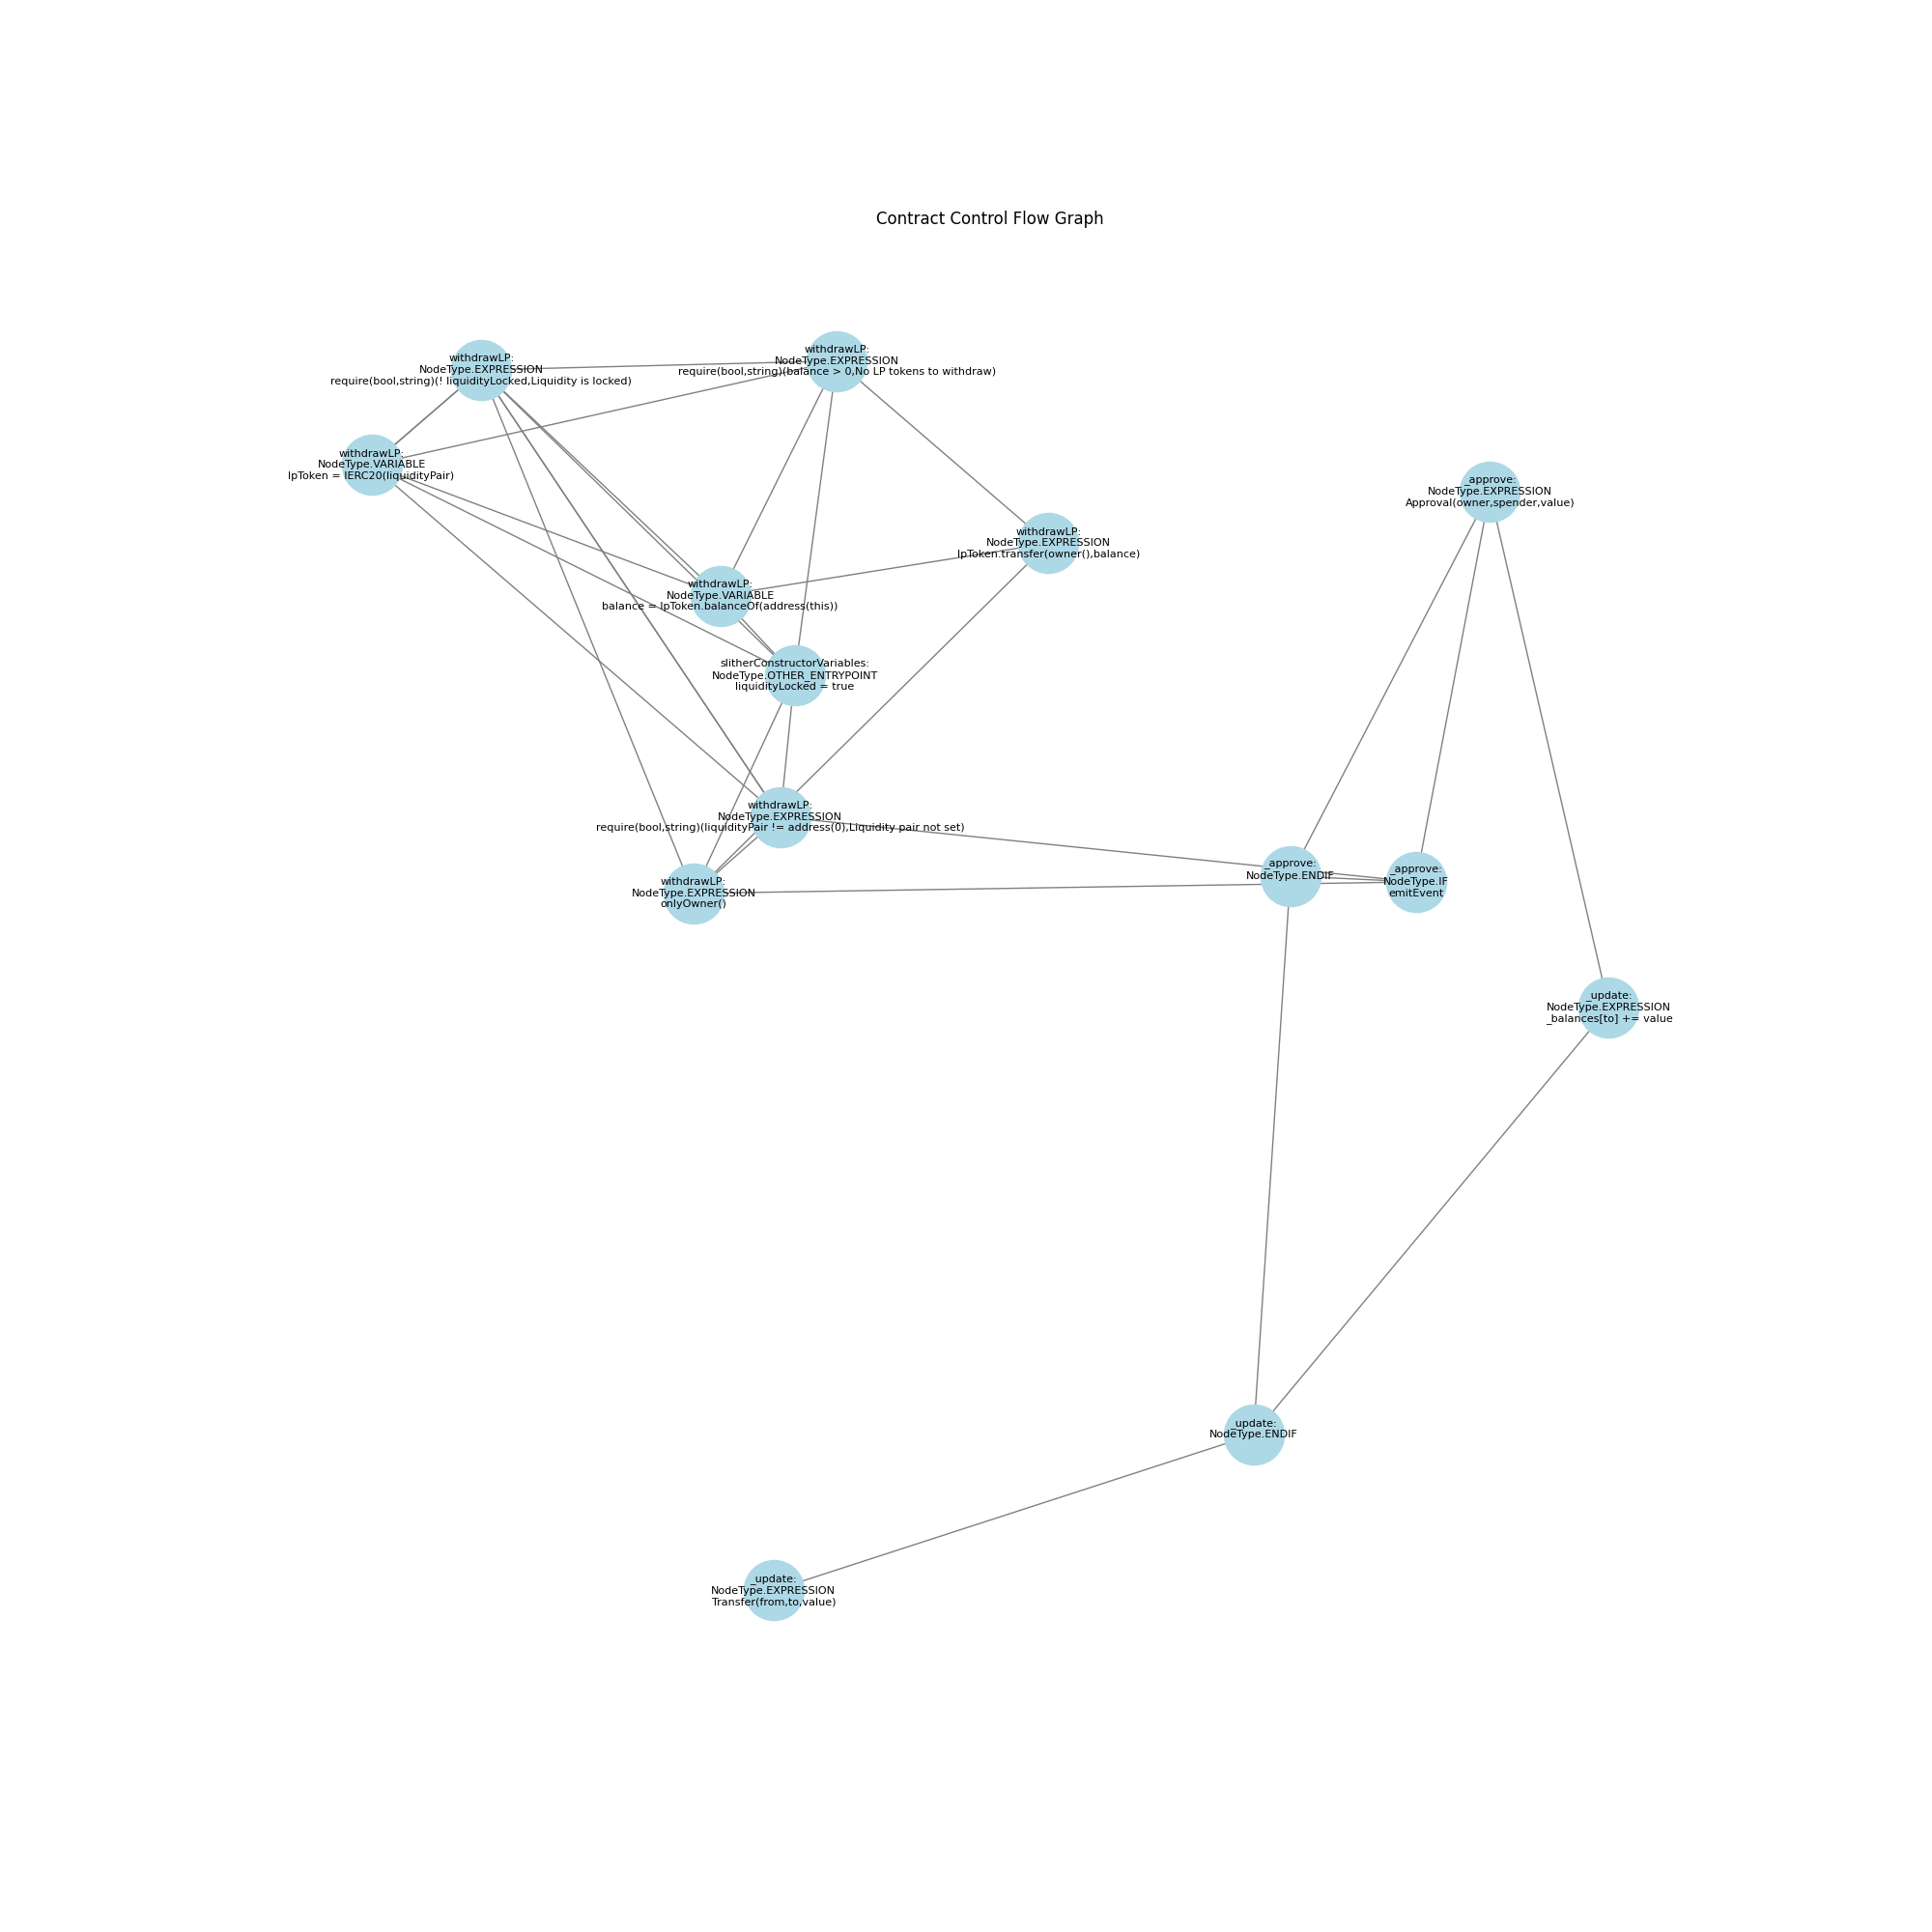 Contract Control Flow Graph
withdrawLP:
NodeType.EXPRESSION
require(bool,string)(balance > 0,No LP tokens to withdraw)
withdrawLP:
NodeType.EXPRESSION
require(bool,string)(! liquidityLocked,Liquidity is locked)
withdrawLP:
NodeType.VARIABLE
lpToken = IERC20(liquidityPair)
_approve:
NodeType.EXPRESSION
Approval(owner,spender,value)
withdrawLP:
NodeType.EXPRESSION
lpToken.transfer(owner(),balance)
withdrawLP:
NodeType.VARIABLE
balance = lpToken.balanceOf(address(this))
slitherConstructorVariables:
NodeType.OTHER_ENTRYPOINT
liquidityLocked = true
withdrawLP:
NodeType.EXPRESSION
require(bool,string)(liquidityPair != address(0),Liquidity pair not set)
_approve:
NodeType.ENDIF
_approve:
NodeType.IF
emitEvent
withdrawLP:
NodeType.EXPRESSION
onlyOwner()
_update:
NodeType.EXPRESSION
_balances[to] += value
_update:
NodeType.ENDIF
_update:
NodeType.EXPRESSION
Transfer(from,to,value)